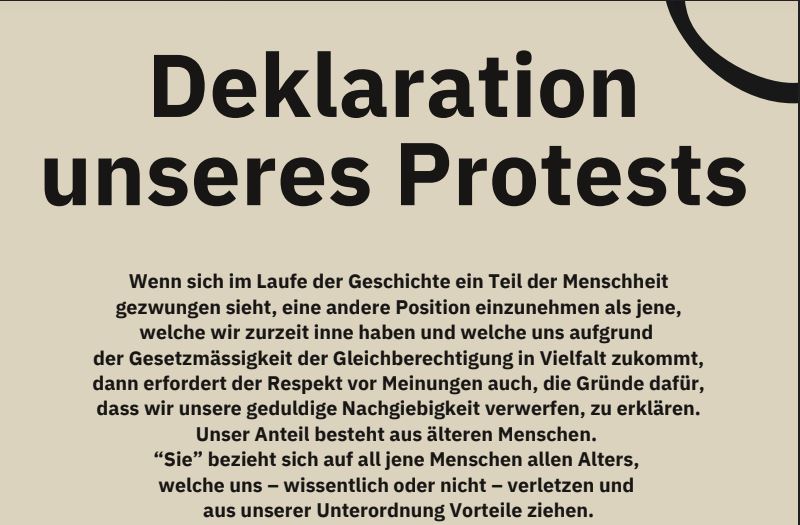 Deklaration
unseres Protests
Wenn sich im Laufe der Geschichte ein Teil der Menschheit
gezwungen sieht, eine andere Position einzunehmen als jene,
welche wir zurzeit inne haben und welche uns aufgrund
der Gesetzmässigkeit der Gleichberechtigung in Vielfalt zukommt,
dann erfordert der Respekt vor Meinungen auch, die Gründe dafür,
dass wir unsere geduldige Nachgiebigkeit verwerfen, zu erklären.
Unser Anteil besteht aus älteren Menschen.
“Sie” bezieht sich auf all jene Menschen allen Alters,
welche uns – wissentlich oder nicht – verletzen und
aus unserer Unterordnung Vorteile ziehen.